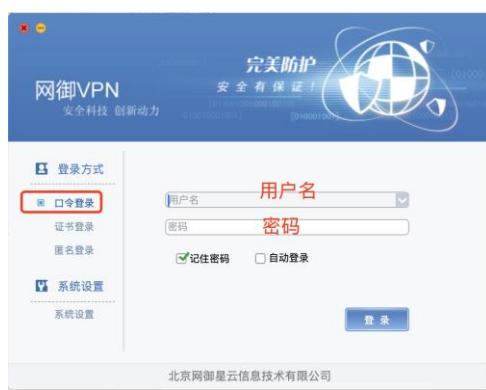 完美防护
网御VPN
安全有保证!
安全科技 创新动力
登录方式
口令登录
证书登录
匿名登录
系统设置
系统设置
用户名 用户名
密码 密码
记住密码 自动登录
登 录
北京网御星云信息技术有限公司